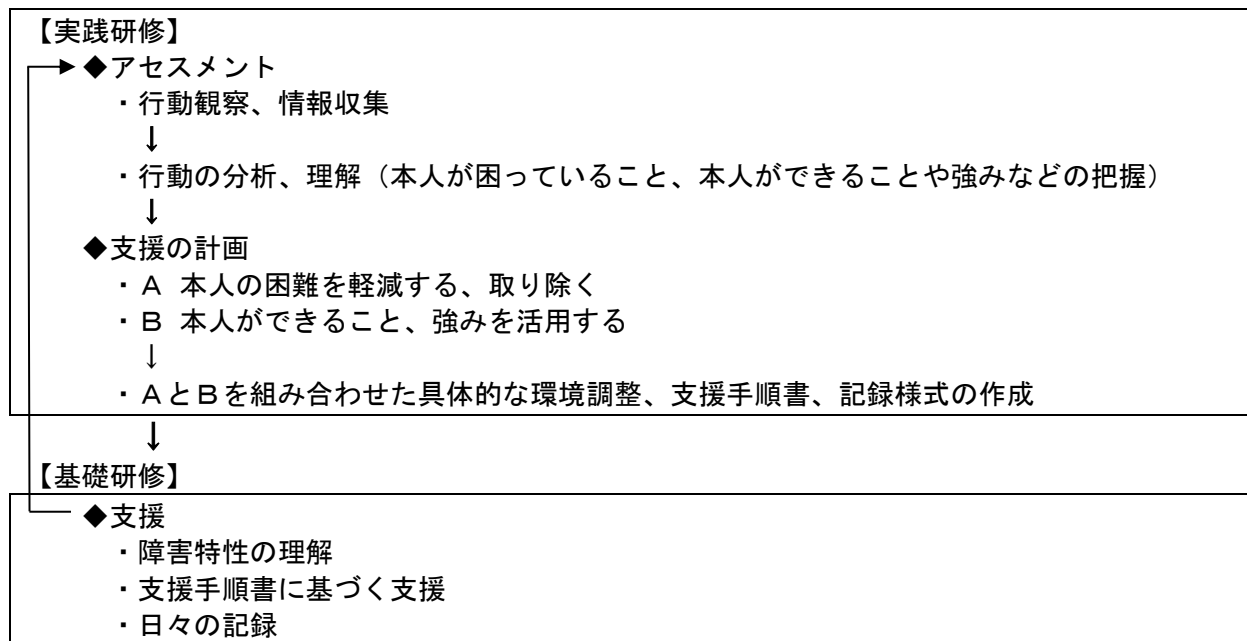 【実践研修】
◆アセスメント
・行動観察、情報収集
↓
・行動の分析、理解(本人が困っていること、本人ができることや強みなどの把握)
↓
◆支援の計画
・A 本人の困難を軽減する、取り除く
・B 本人ができること、強みを活用する
↓
・AとBを組み合わせた具体的な環境調整、支援手順書、記録様式の作成
↓
【基礎研修】
◆支援
・障害特性の理解
・支援手順書に基づく支援
・日々の記録